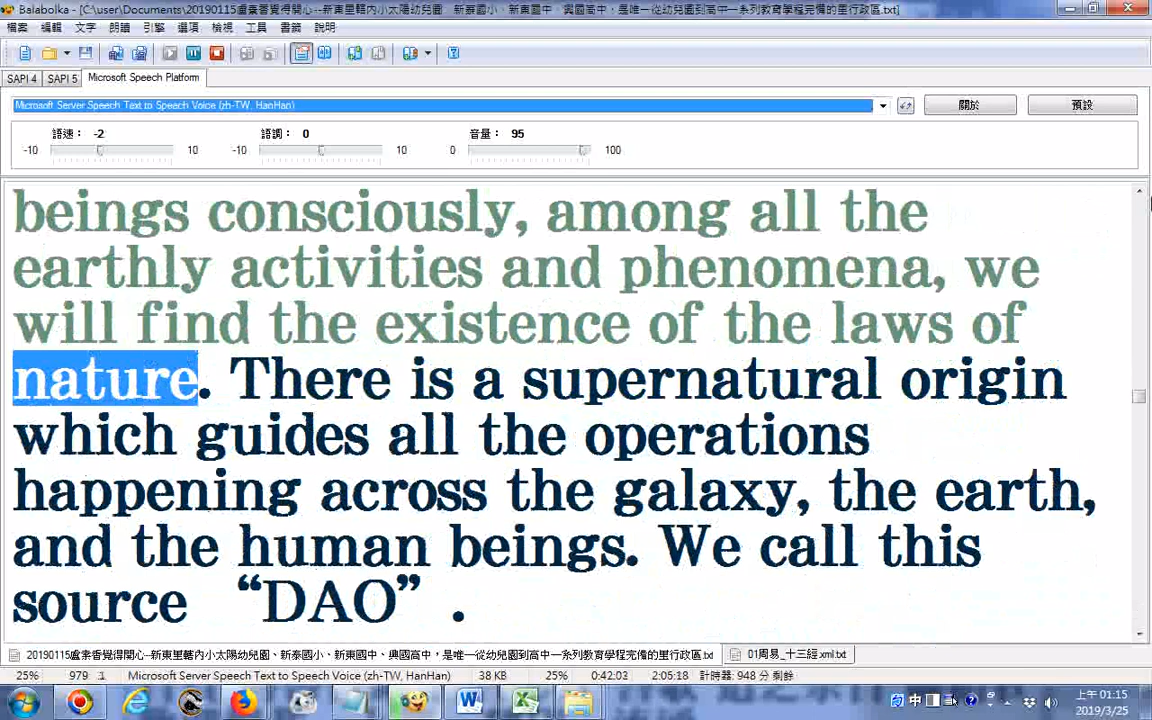 Balabolka - [C:\user\Documents\20190115盧素香覺得開心--新東里轄內小太陽幼兒園、新泰國小、新東國中、興國高中，是唯一從幼兒園到高中一系列教育學程完備的里行政區.txt]
檔案 編輯 文字 朗讀 引擎 選項 檢視 工具 書籤 說明
SAPI 4 SAPI 5 Microsoft Speech Platform
Microsoft Server Speech Text to Speech Voice (zh-TW, HanHan) 關於 預設
語速： -2 語調： 0 音量： 95
-10 10 -10 10 0 100
beings consciously, among all the
earthly activities and phenomena, we
will find the existence of the laws of
nature. There is a supernatural origin
which guides all the operations
happening across the galaxy, the earth,
and the human beings. We call this
source “DAO”.
20190115盧素香覺得開心--新東里轄內小太陽幼兒園、新泰國小、新東國中、興國高中，是唯一從幼兒園到高中一系列教育學程完備的里行政區.txt 01周易_十三經.xml.txt
25% 979 : 1 Microsoft Server Speech Text to Speech Voice (zh-TW, HanHan) 38 KB 25% 0:42:03 2:05:18 計時器：948 分 剩餘
中 上午 01:15
2019/3/25